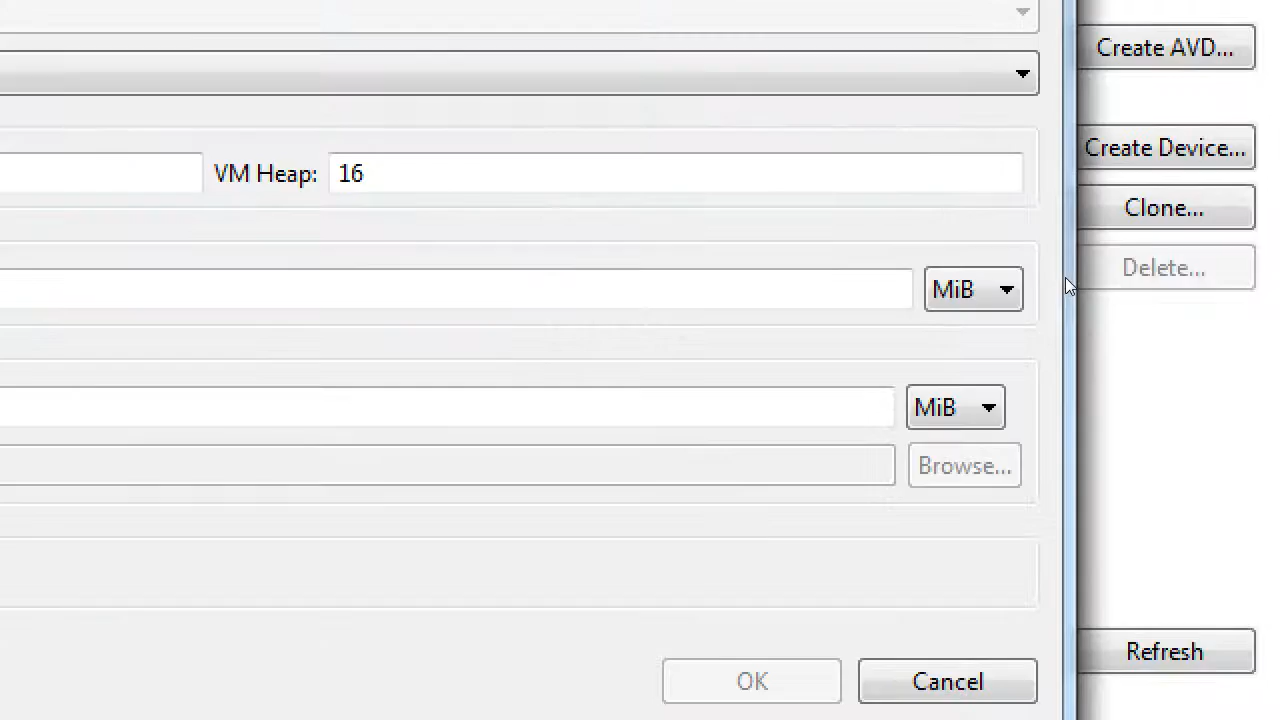 Create AVD...
Create Device...
VM Heap: 16
Clone...
Delete...
MiB
MiB
Browse...
Refresh
OK Cancel